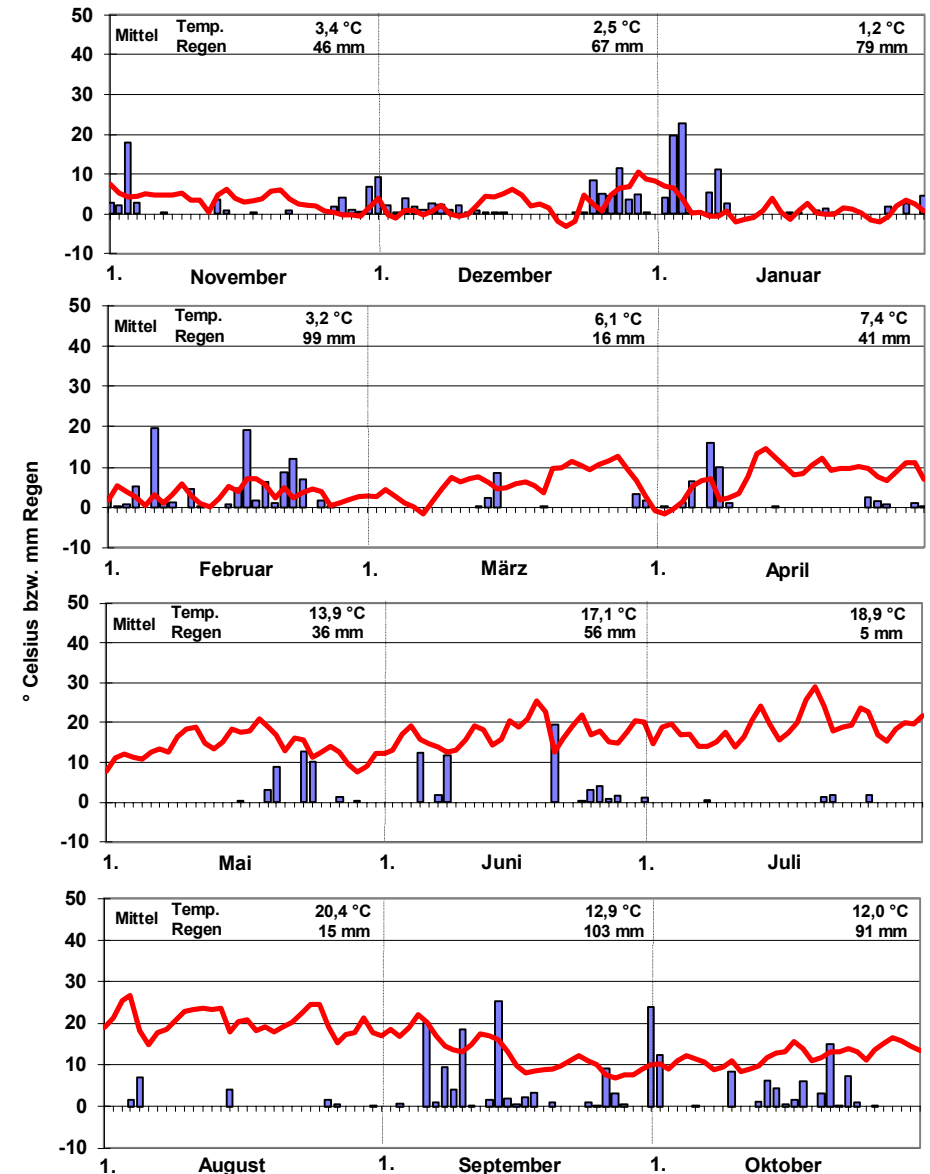 ° Celsius bzw. mm Regen
50
40
30
20
10
0
-10
Mittel Temp. 3,4 °C 2,5 °C 1,2 °C
Regen 46 mm 67 mm 79 mm
1. November 1. Dezember 1. Januar
50
40
30
20
10
0
-10
Mittel Temp. 3,2 °C 6,1 °C 7,4 °C
Regen 99 mm 16 mm 41 mm
1. Februar 1. März 1. April
50
40
30
20
10
0
-10
Mittel Temp. 13,9 °C 17,1 °C 18,9 °C
Regen 36 mm 56 mm 5 mm
1. Mai 1. Juni 1. Juli
50
40
30
20
10
0
-10
Mittel Temp. 20,4 °C 12,9 °C 12,0 °C
Regen 15 mm 103 mm 91 mm
1. August 1. September 1. Oktober